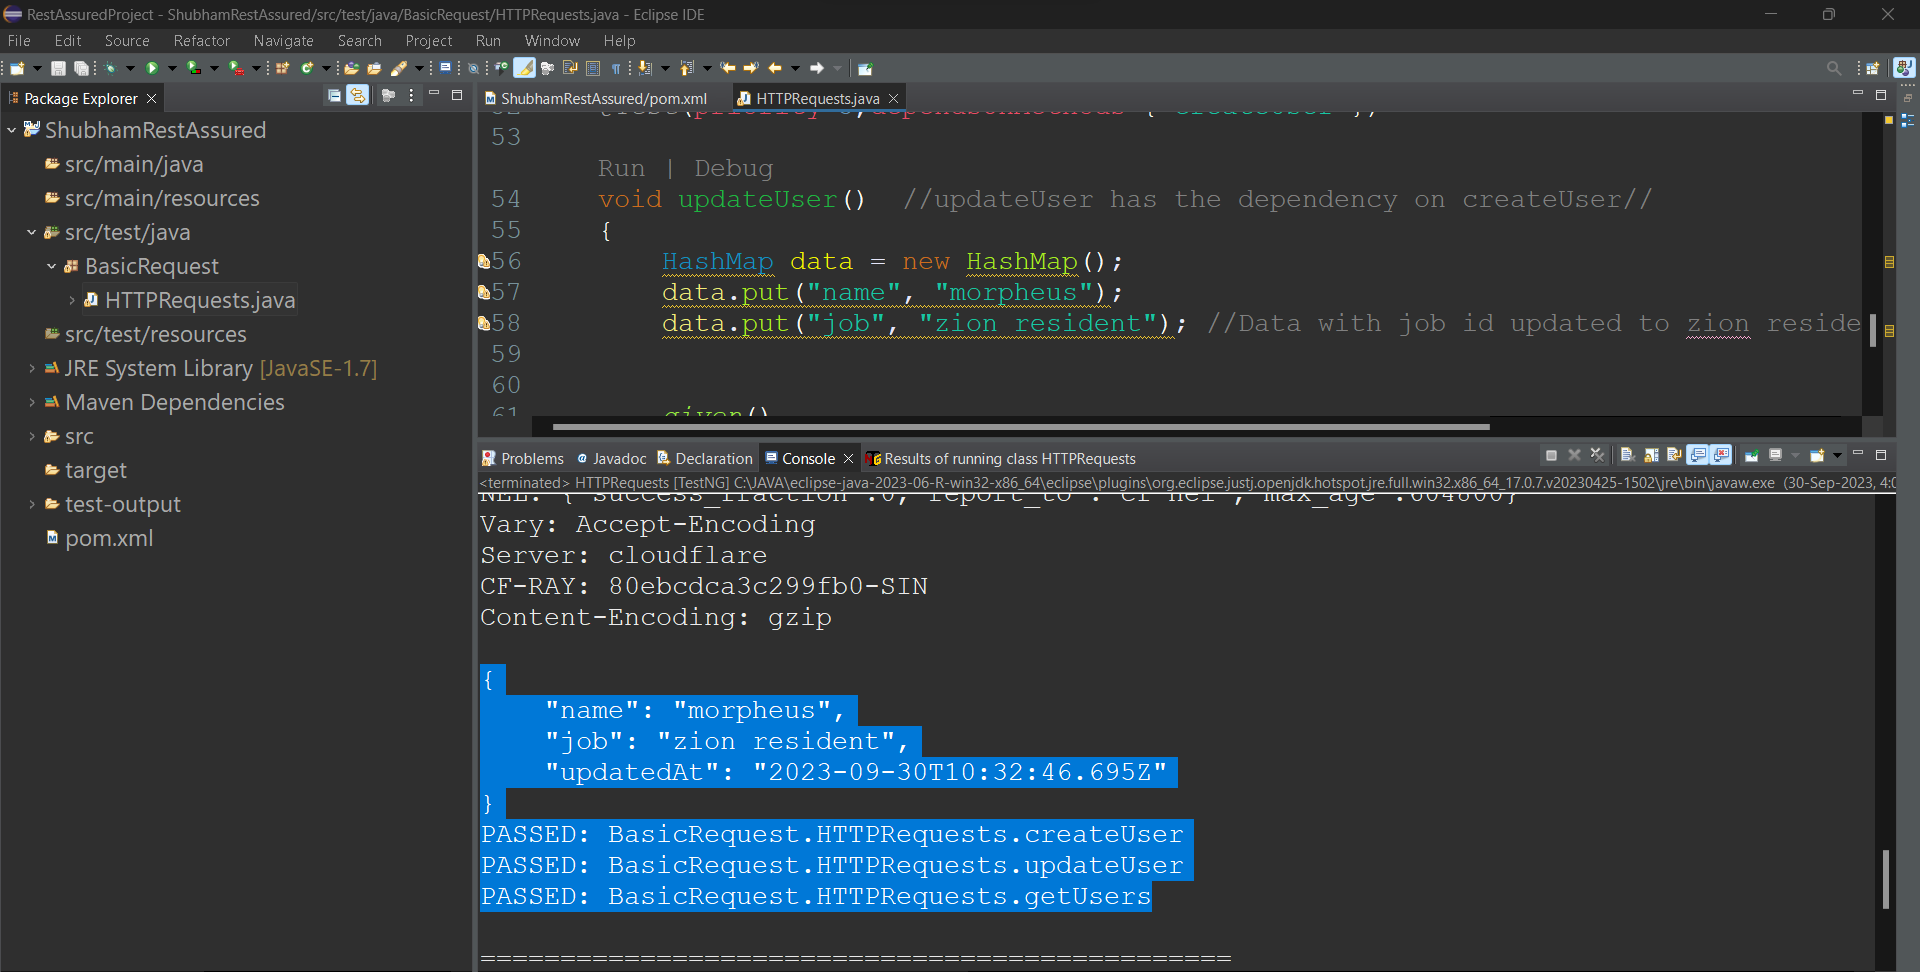 RestAssuredProject - ShubhamRestAssured/src/test/java/BasicRequest/HTTPRequests.java - Eclipse IDE
File Edit Source Refactor Navigate Search Project Run Window Help
Package Explorer
ShubhamRestAssured
src/main/java
src/main/resources
src/test/java
BasicRequest
HTTPRequests.java
src/test/resources
JRE System Library [JavaSE-1.7]
Maven Dependencies
src
target
test-output
pom.xml
ShubhamRestAssured/pom.xml HTTPRequests.java
53
Run | Debug
54 void updateUser() //updateUser has the dependency on createUser//
55 {
56 HashMap data = new HashMap();
57 data.put("name", "morpheus");
58 data.put("job", "zion resident"); //Data with job id updated to zion reside
59
60
61 given()
Problems Javadoc Declaration Console Results of running class HTTPRequests
<terminated> HTTPRequests [TestNG] C:\JAVA\eclipse-java-2023-06-R-win32-x86_64\eclipse\plugins\org.eclipse.justj.openjdk.hotspot.jre.full.win32.x86_64_17.0.7.v20230425-1502\jre\bin\javaw.exe (30-Sep-2023, 4:0
NEL: {"success_fraction":0,"report_to":"cf-nel","max_age":604800}
Vary: Accept-Encoding
Server: cloudflare
CF-RAY: 80ebcdca3c299fb0-SIN
Content-Encoding: gzip
{
"name": "morpheus",
"job": "zion resident",
"updatedAt": "2023-09-30T10:32:46.695Z"
}
PASSED: BasicRequest.HTTPRequests.createUser
PASSED: BasicRequest.HTTPRequests.updateUser
PASSED: BasicRequest.HTTPRequests.getUsers
===============================================